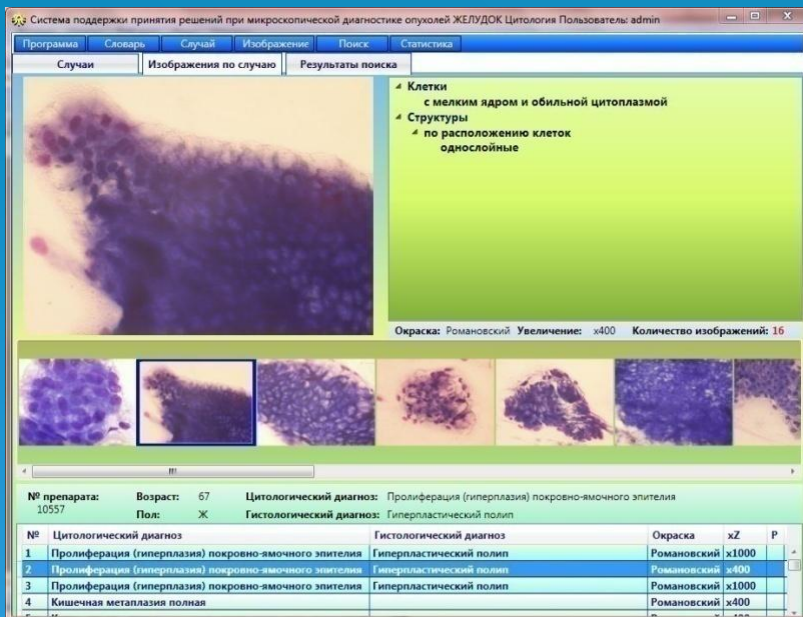 Система поддержки принятия решений при микроскопической диагностике опухолей ЖЕЛУДОК Цитология Пользователь: admin
Программа Словарь Случай Изображение Поиск Статистика
Случаи Изображения по случаю Результаты поиска
Клетки
с мелким ядром и обильной цитоплазмой
Структуры
по расположению клеток
однослойные
Окраска: Романовский Увеличение: x400 Количество изображений: 16
№ препарата: Возраст: 67 Цитологический диагноз: Пролиферация (гиперплазия) покровно-ямочного эпителия
10557 Пол: Ж Гистологический диагноз: Гиперпластический полип
№ Цитологический диагноз Гистологический диагноз Окраска xZ Р
1 Пролиферация (гиперплазия) покровно-ямочного эпителия Гиперпластический полип Романовский x1000
2 Пролиферация (гиперплазия) покровно-ямочного эпителия Гиперпластический полип Романовский x400
3 Пролиферация (гиперплазия) покровно-ямочного эпителия Гиперпластический полип Романовский x1000
4 Кишечная метаплазия полная Романовский x400